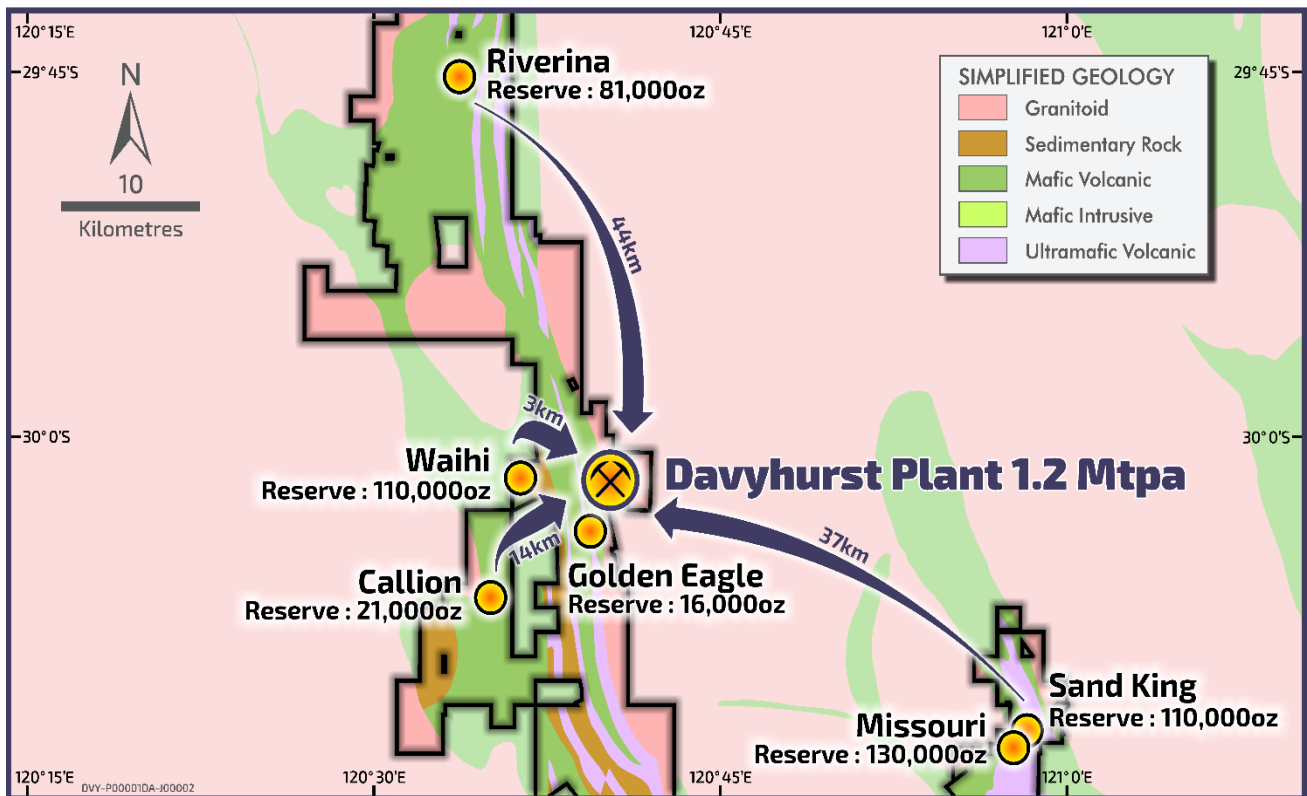 120°15'E
120°45'E
121°0'E
29°45'S
29°45'S
N
10
Kilometres
Riverina
Reserve : 81,000oz
SIMPLIFIED GEOLOGY
Granitoid
Sedimentary Rock
Mafic Volcanic
Mafic Intrusive
Ultramafic Volcanic
44km
30°0'S
30°0'S
3km
Waihi
Reserve : 110,000oz
Davyhurst Plant 1.2 Mtpa
14km
37km
Callion
Reserve : 21,000oz
Golden Eagle
Reserve : 16,000oz
Sand King
Reserve : 110,000oz
Missouri
Reserve : 130,000oz
120°15'E
120°30'E
120°45'E
121°0'E
DVY-P00001DA-J00002